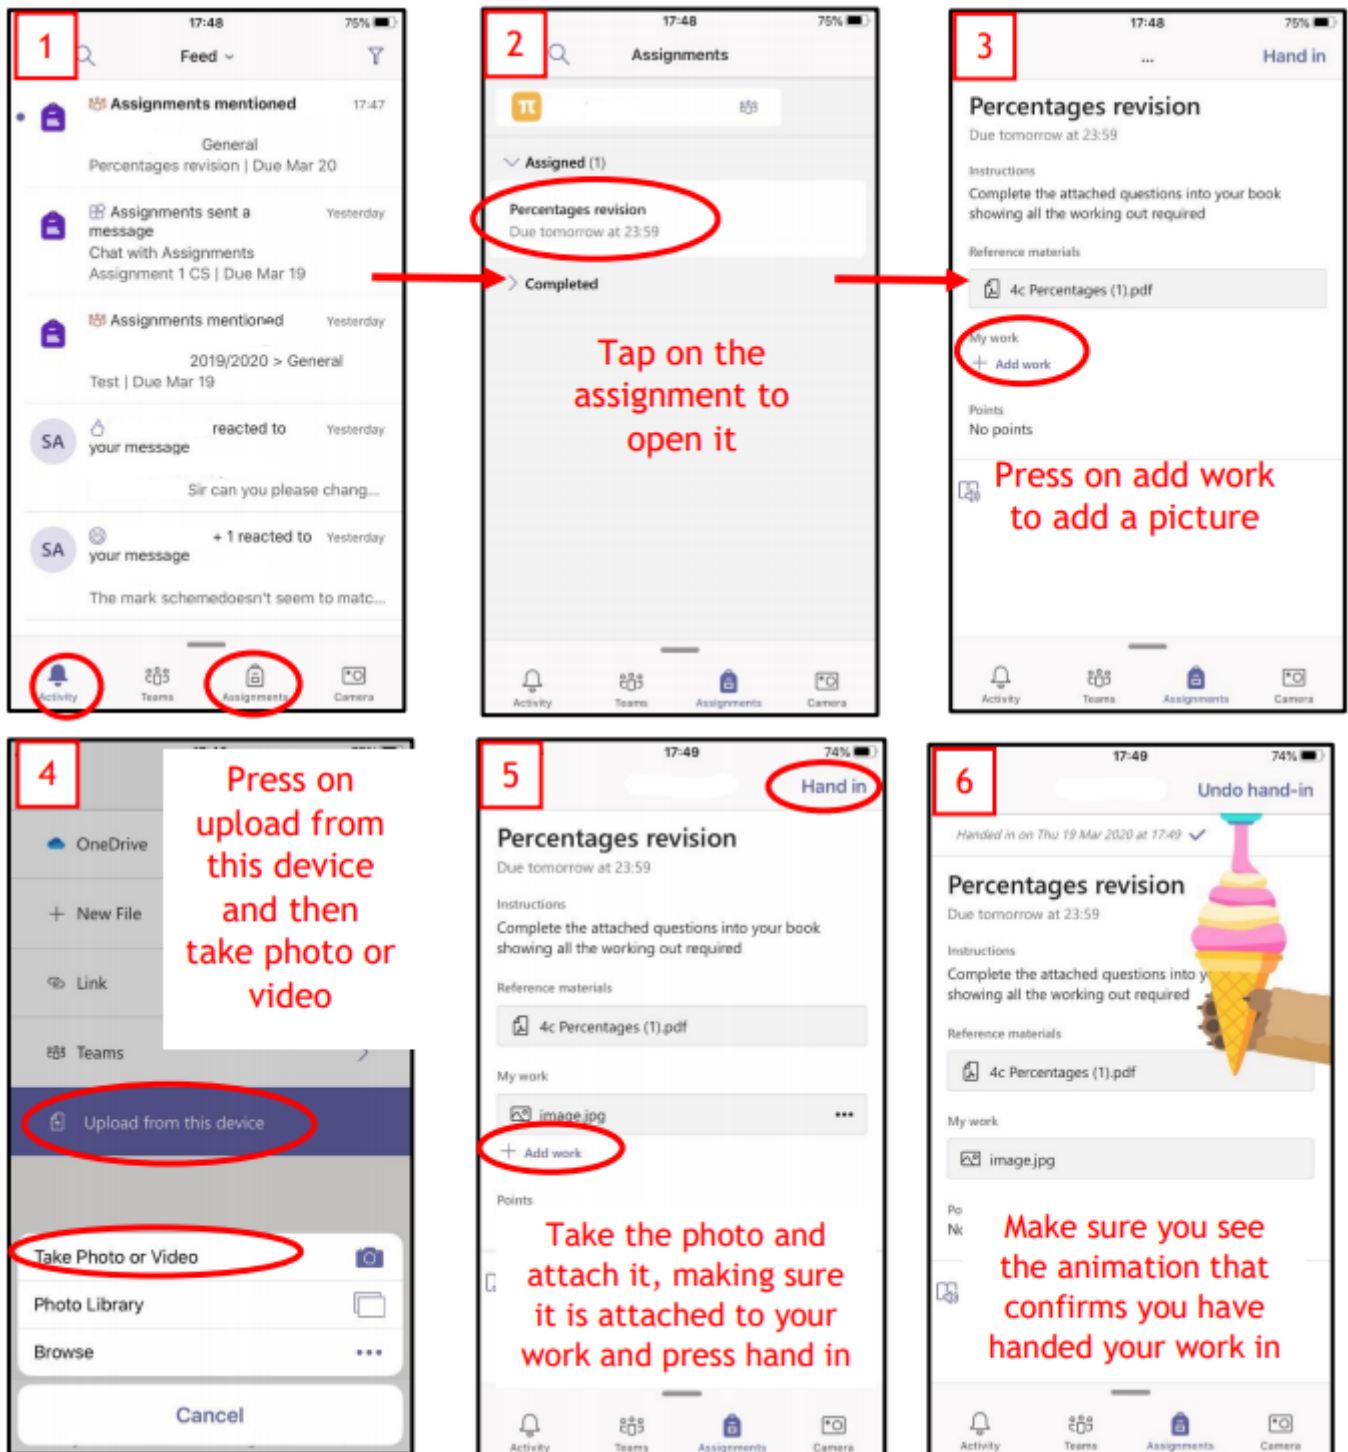 1
17:48
75%
Feed
Assignments mentioned
17:47
General
Percentages revision | Due Mar 20
Assignments sent a
Yesterday
message
Chat with Assignments
Assignment 1 CS | Due Mar 19
Assignments mentioned
Yesterday
2019/2020 > General
Test | Due Mar 19
SA
reacted to
Yesterday
your message
Sir can you please chang...
SA
+ 1 reacted to
Yesterday
your message
The mark schemedoesn't seem to matc...
Activity
Teams
Assignments
Camera
2
17:48
75%
Assignments
π
Assigned (1)
Percentages revision
Due tomorrow at 23:59
Completed
Tap on the
assignment to
open it
Activity
Teams
Assignments
Camera
3
17:48
75%
...
Hand in
Percentages revision
Due tomorrow at 23:59
Instructions
Complete the attached questions into your book
showing all the working out required
Reference materials
4c Percentages (1).pdf
My work
+ Add work
Points
No points
Press on add work
to add a picture
Activity
Teams
Assignments
Camera
4
Press on
upload from
this device
and then
take photo or
video
OneDrive
+ New File
Link
Teams
Upload from this device
Take Photo or Video
Photo Library
Browse
Cancel
5
17:49
74%
Hand in
Percentages revision
Due tomorrow at 23:59
Instructions
Complete the attached questions into your book
showing all the working out required
Reference materials
4c Percentages (1).pdf
My work
image.jpg
+ Add work
Points
Take the photo and
attach it, making sure
it is attached to your
work and press hand in
Activity
Teams
Assignments
Camera
6
17:49
74%
Undo hand-in
Handed in on Thu 19 Mar 2020 at 17:49
Percentages revision
Due tomorrow at 23:59
Instructions
Complete the attached questions into y
showing all the working out required
Reference materials
4c Percentages (1).pdf
My work
image.jpg
Po
No
Make sure you see
the animation that
confirms you have
handed your work in
Activity
Teams
Assignments
Camera